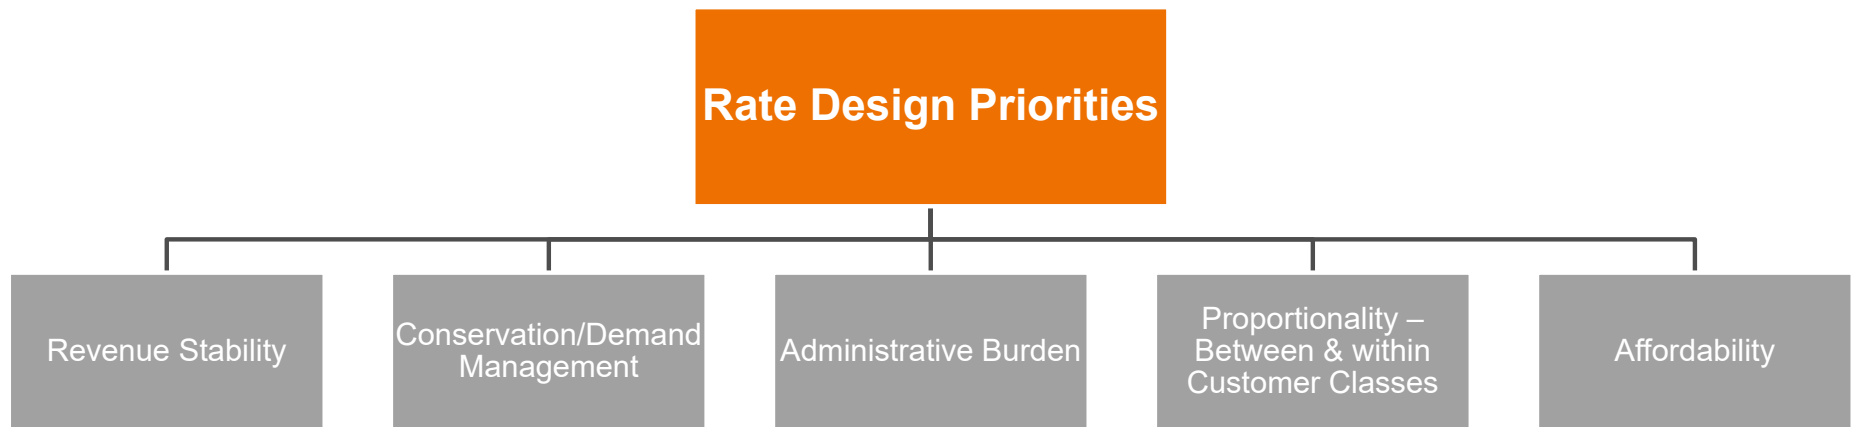 Rate Design Priorities
Revenue Stability
Conservation/Demand
Management
Administrative Burden
Proportionality –
Between & within
Customer Classes
Affordability